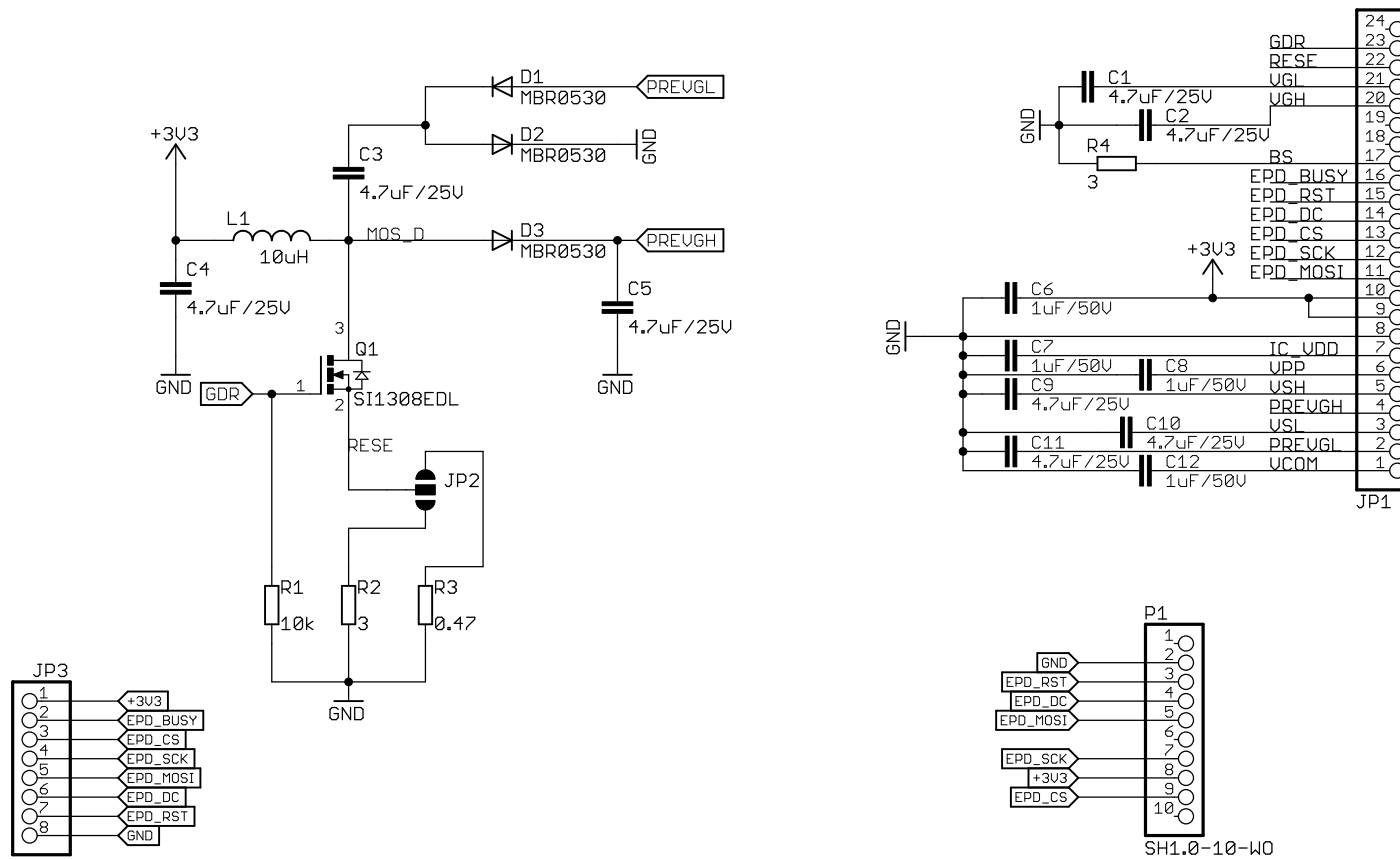 D1
MBR0530
PREVGL
D2
MBR0530
GND
+3V3
C3
4.7uF/25V
L1
10uH
MOS_D
D3
MBR0530
PREVGH
C4
4.7uF/25V
C5
4.7uF/25V
GND
GND
3
Q1
1
2
SI1308EDL
GDR
RESE
JP2
R1
10k
R2
3
R3
0.47
GND
JP3
1 +3V3
2 EPD_BUSY
3 EPD_CS
4 EPD_SCK
5 EPD_MOSI
6 EPD_DC
7 EPD_RST
8 GND
24
GDR 23
RESE 22
C1
4.7uF/25V
VGL 21
C2
4.7uF/25V
VGH 20
GND
19
18
R4
3
BS 17
EPD_BUSY 16
EPD_RST 15
EPD_DC 14
EPD_CS 13
+3V3
EPD_SCK 12
EPD_MOSI 11
C6
1uF/50V
10
9
GND
8
C7
1uF/50V
IC_VDD 7
C8
1uF/50V
VPP 6
C9
4.7uF/25V
VSH 5
PREVGH 4
C10
4.7uF/25V
VSL 3
C11
4.7uF/25V
PREVGL 2
C12
1uF/50V
VCOM 1
JP1
P1
1
GND 2
EPD_RST 3
EPD_DC 4
EPD_MOSI 5
6
EPD_SCK 7
+3V3 8
EPD_CS 9
10
SH1.0-10-WO